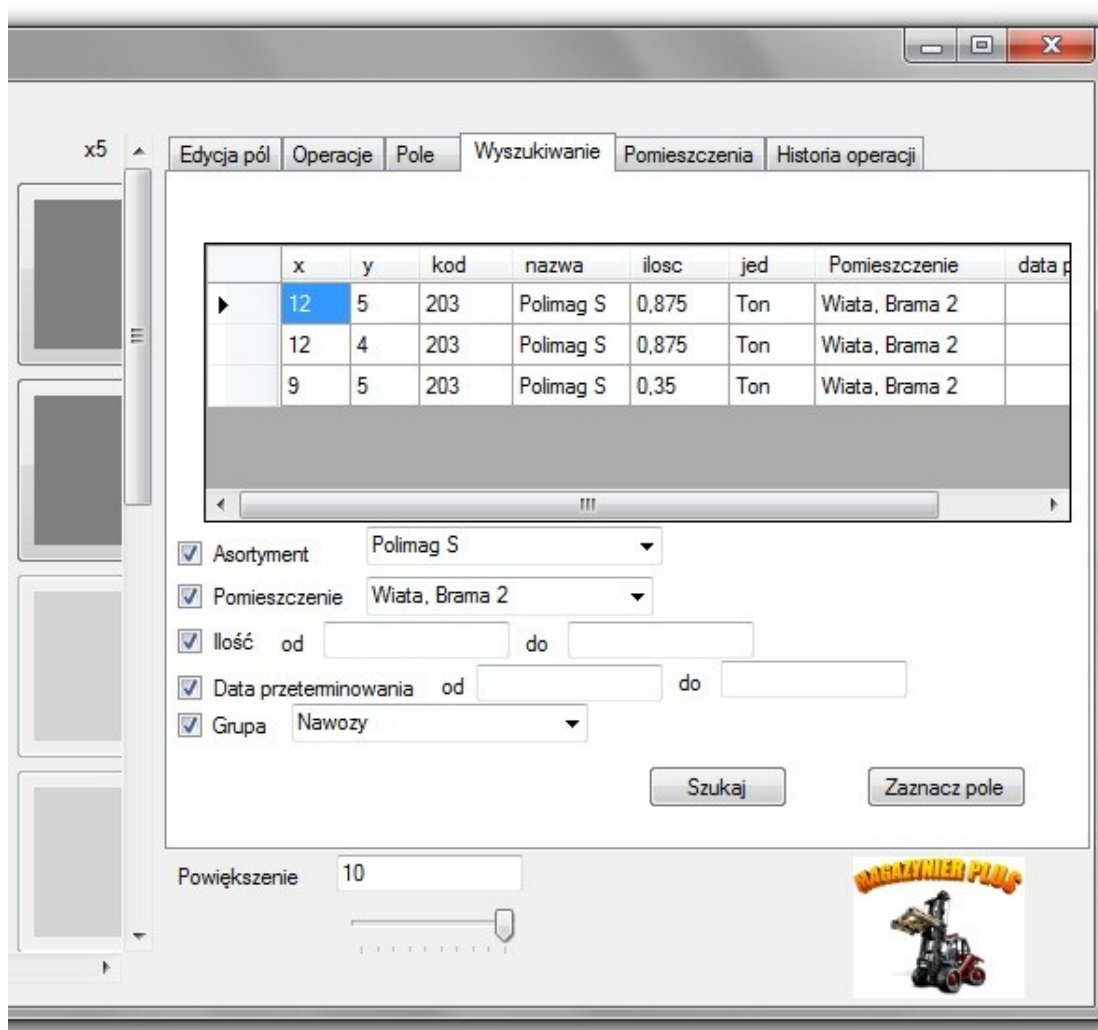 x5
Edycja pól Operacje Pole Wyszukiwanie Pomieszczenia Historia operacji
x y kod nazwa ilosc jed Pomieszczenie data p
12 5 203 Polimag S 0,875 Ton Wiata, Brama 2
12 4 203 Polimag S 0,875 Ton Wiata, Brama 2
9 5 203 Polimag S 0,35 Ton Wiata, Brama 2
Asortyment Polimag S
Pomieszczenie Wiata, Brama 2
Ilość od do
Data przeterminowania od do
Grupa Nawozy
Szukaj Zaznacz pole
Powiększenie 10
MAGAZYNIER PLUS